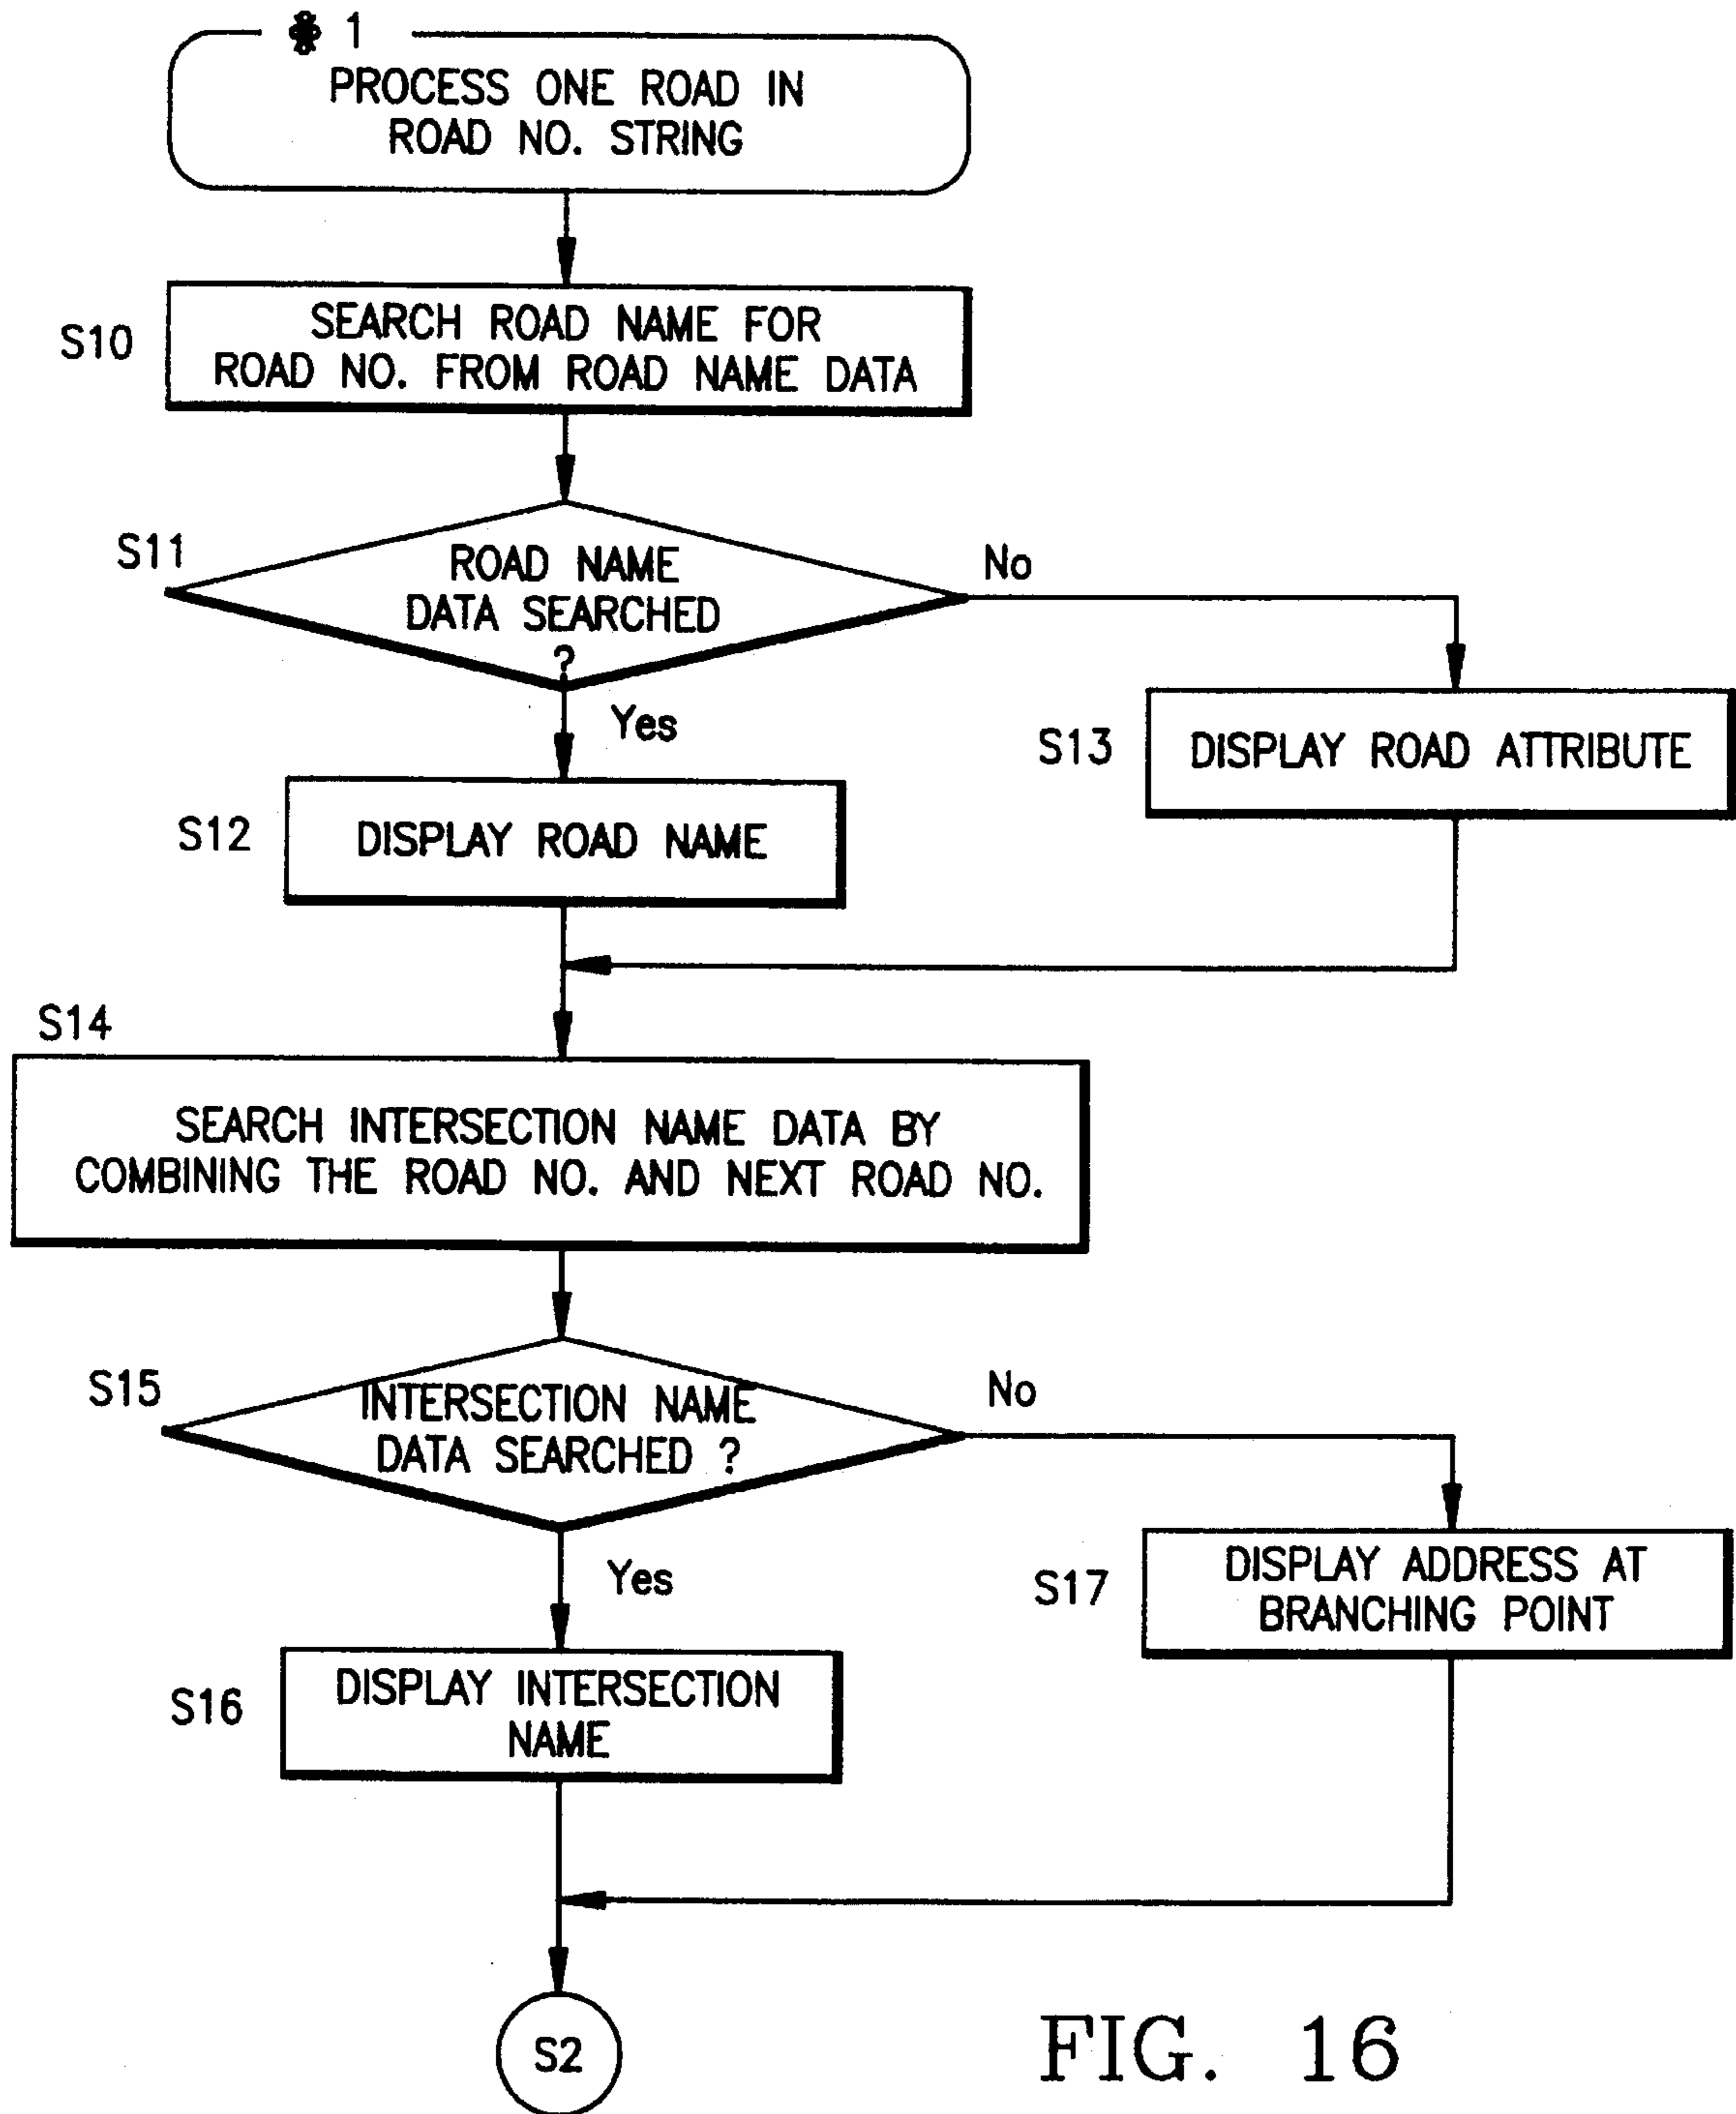 * 1
PROCESS ONE ROAD IN
ROAD NO. STRING
S10
SEARCH ROAD NAME FOR
ROAD NO. FROM ROAD NAME DATA
S11
ROAD NAME
DATA SEARCHED
?
No
Yes
S13
DISPLAY ROAD ATTRIBUTE
S12
DISPLAY ROAD NAME
S14
SEARCH INTERSECTION NAME DATA BY
COMBINING THE ROAD NO. AND NEXT ROAD NO.
S15
INTERSECTION NAME
DATA SEARCHED ?
No
Yes
S17
DISPLAY ADDRESS AT
BRANCHING POINT
S16
DISPLAY INTERSECTION
NAME
S2
FIG. 16